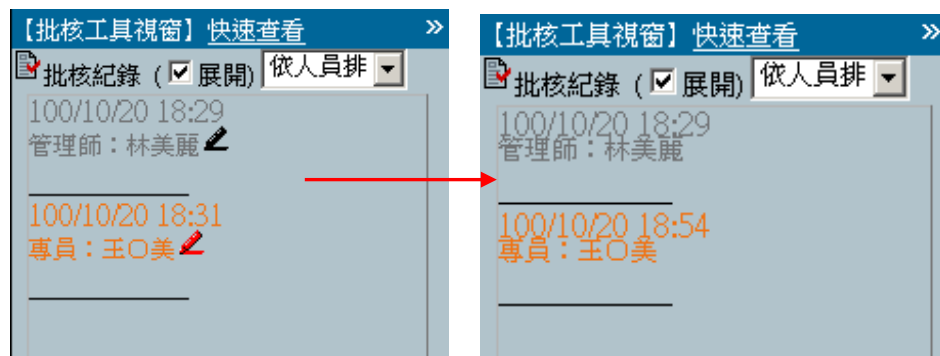 【批核工具視窗】 快速查看 »
批核紀錄 ( 展開) 依人員排
100/10/20 18:29
管理師：林美麗
100/10/20 18:31
專員：王○美
【批核工具視窗】 快速查看 »
批核紀錄 ( 展開) 依人員排
100/10/20 18:29
管理師：林美麗
100/10/20 18:54
專員：王○美